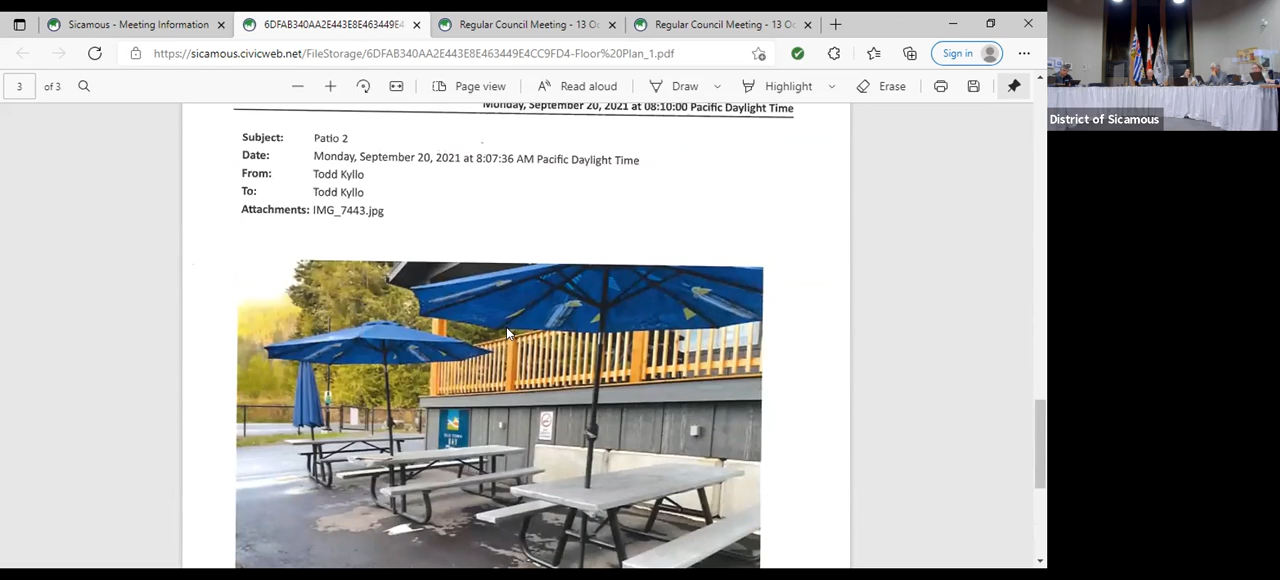 Sicamous - Meeting Information
6DFAB340AA2E443E8E463449E4
Regular Council Meeting - 13 Oc
Regular Council Meeting - 13 Oc
https://sicamous.civicweb.net/FileStorage/6DFAB340AA2E443E8E463449E4CC9FD4-Floor%20Plan_1.pdf
Sign in
3 of 3
Page view
Read aloud
Draw
Highlight
Erase
District of Sicamous
Monday, September 20, 2021 at 08:10:00 Pacific Daylight Time
Subject: Patio 2
Date: Monday, September 20, 2021 at 8:07:36 AM Pacific Daylight Time
From: Todd Kyllo
To: Todd Kyllo
Attachments: IMG_7443.jpg
OLD TOWN
BAY